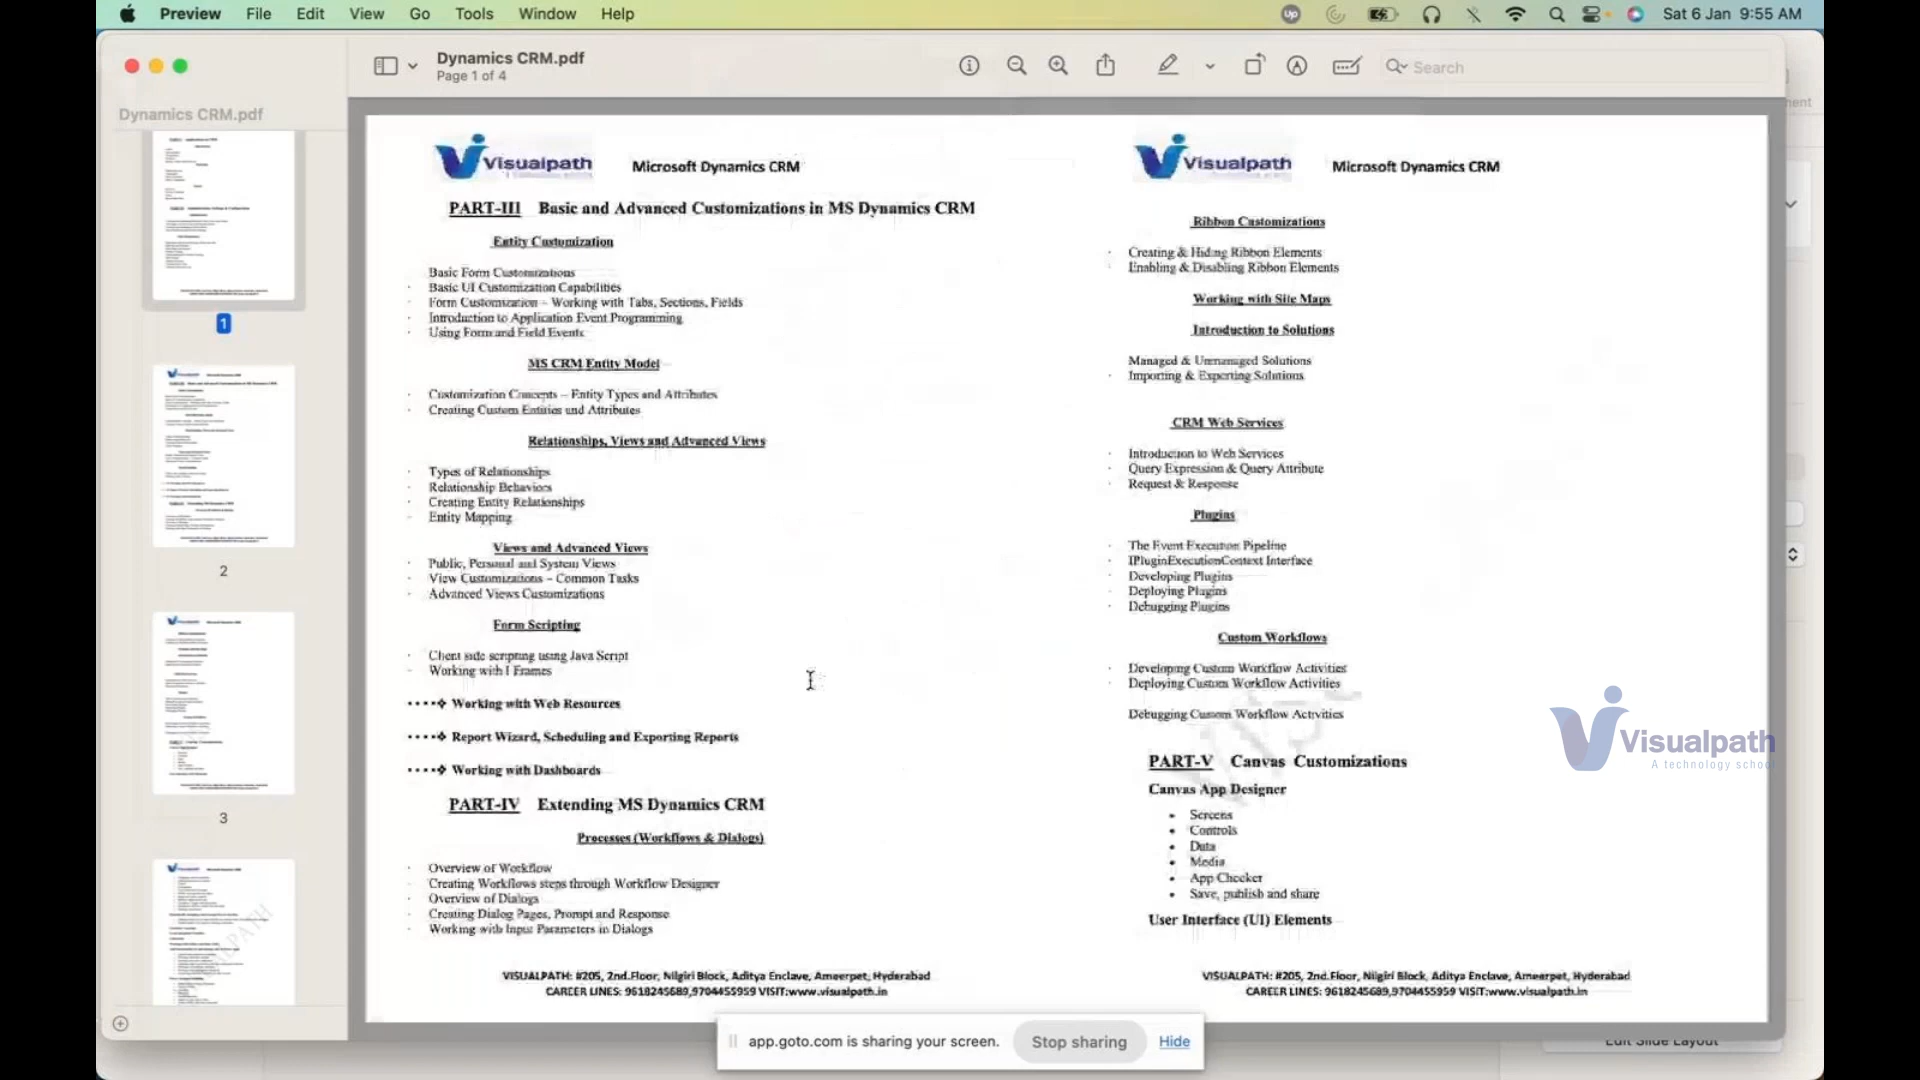 Preview File Edit View Go Tools Window Help
Up
Sat 6 Jan 9:55 AM
Dynamics CRM.pdf
Page 1 of 4
Search
Dynamics CRM.pdf
1
2
3
Visualpath
Microsoft Dynamics CRM
PART-III Basic and Advanced Customizations in MS Dynamics CRM
Entity Customization
Basic Form Customizations
· Basic UI Customization Capabilities
· Form Customization – Working with Tabs, Sections, Fields
· Introduction to Application Event Programming
· Using Form and Field Events
MS CRM Entity Model
· Customization Concepts – Entity Types and Attributes
· Creating Custom Entities and Attributes
Relationships, Views and Advanced Views
· Types of Relationships
· Relationship Behaviors
· Creating Entity Relationships
· Entity Mapping
Views and Advanced Views
· Public, Personal and System Views
· View Customizations – Common Tasks
· Advanced Views Customizations
Form Scripting
· Client side scripting using Java Script
· Working with I Frames
····❖ Working with Web Resources
····❖ Report Wizard, Scheduling and Exporting Reports
····❖ Working with Dashboards
PART-IV Extending MS Dynamics CRM
Processes (Workflows & Dialogs)
· Overview of Workflow
· Creating Workflows steps through Workflow Designer
· Overview of Dialogs
· Creating Dialog Pages, Prompt and Response
· Working with Input Parameters in Dialogs
VISUALPATH: #205, 2nd.Floor, Nilgiri Block, Aditya Enclave, Ameerpet, Hyderabad
CAREER LINES: 9618245689,9704455959 VISIT:www.visualpath.in
Visualpath
Microsoft Dynamics CRM
Ribbon Customizations
· Creating & Hiding Ribbon Elements
· Enabling & Disabling Ribbon Elements
Working with Site Maps
Introduction to Solutions
Managed & Unmanaged Solutions
· Importing & Exporting Solutions
CRM Web Services
· Introduction to Web Services
· Query Expression & Query Attribute
· Request & Response
Plugins
· The Event Execution Pipeline
· IPluginExecutionContext Interface
· Developing Plugins
· Deploying Plugins
· Debugging Plugins
Custom Workflows
· Developing Custom Workflow Activities
· Deploying Custom Workflow Activities
Debugging Custom Workflow Activities
PART-V Canvas Customizations
Canvas App Designer
• Screens
• Controls
• Data
• Media
• App Checker
• Save, publish and share
User Interface (UI) Elements
VISUALPATH: #205, 2nd.Floor, Nilgiri Block, Aditya Enclave, Ameerpet, Hyderabad
CAREER LINES: 9618245689,9704455959 VISIT:www.visualpath.in
Visualpath
A technology school
app.goto.com is sharing your screen. Stop sharing Hide
Edit Slide Layout